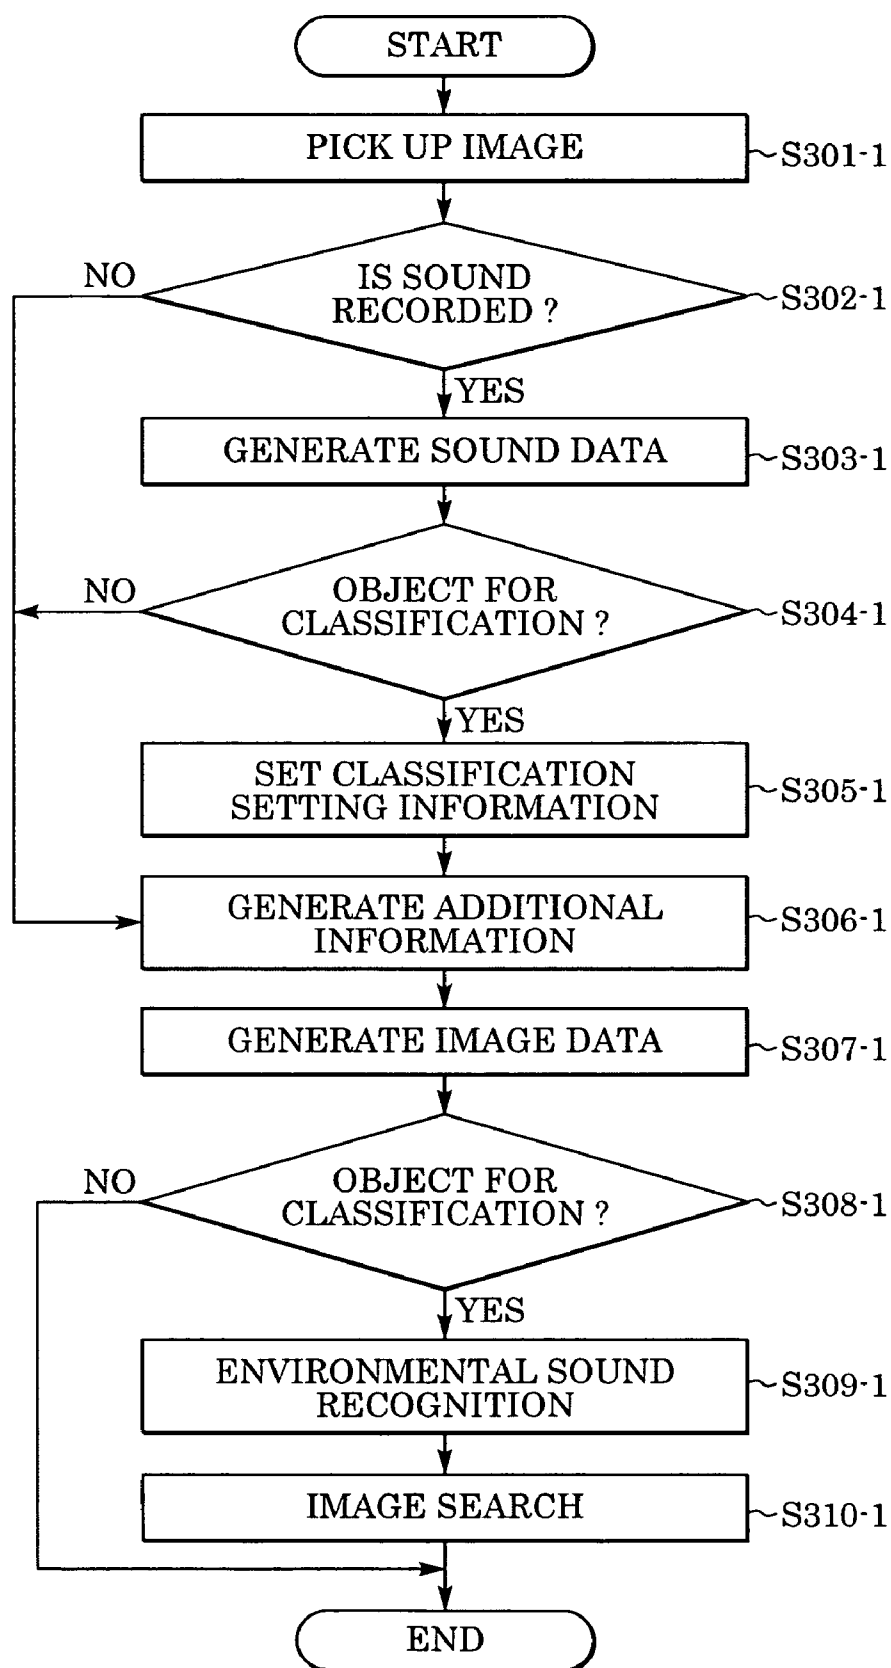 START
PICK UP IMAGE
S301-1
NO
IS SOUND
RECORDED ?
S302-1
YES
GENERATE SOUND DATA
S303-1
NO
OBJECT FOR
CLASSIFICATION ?
S304-1
YES
SET CLASSIFICATION
SETTING INFORMATION
S305-1
GENERATE ADDITIONAL
INFORMATION
S306-1
GENERATE IMAGE DATA
S307-1
NO
OBJECT FOR
CLASSIFICATION ?
S308-1
YES
ENVIRONMENTAL SOUND
RECOGNITION
S309-1
IMAGE SEARCH
S310-1
END